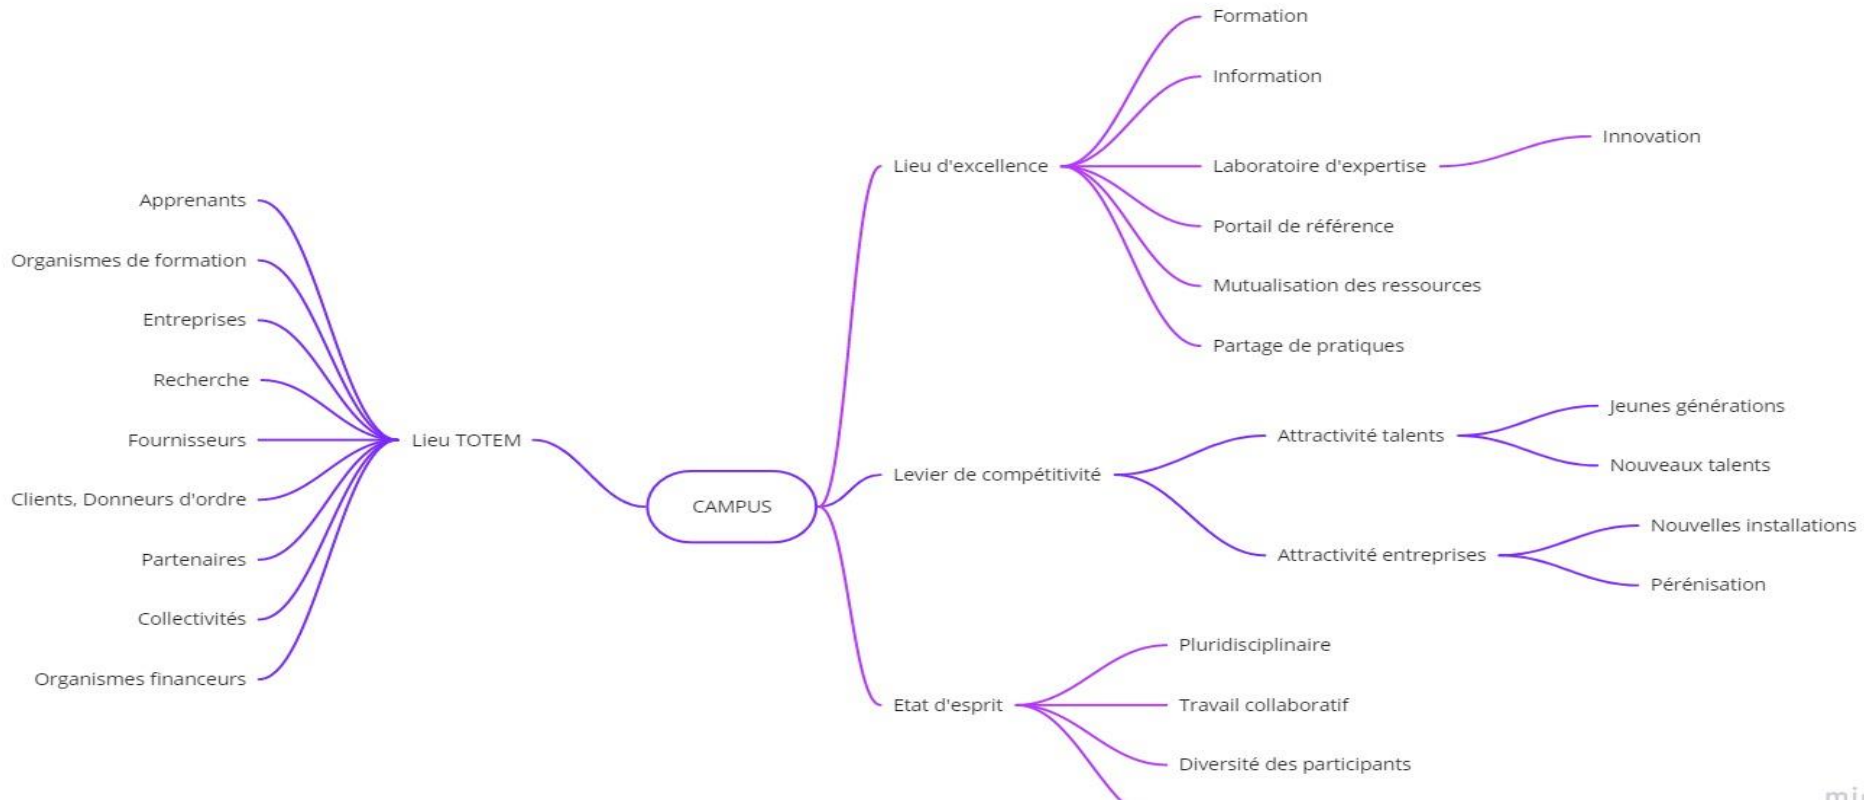 Apprenants
Organismes de formation
Entreprises
Recherche
Fournisseurs
Clients, Donneurs d'ordre
Partenaires
Collectivités
Organismes financeurs
Lieu TOTEM
CAMPUS
Lieu d'excellence
Formation
Information
Laboratoire d'expertise
Innovation
Portail de référence
Mutualisation des ressources
Partage de pratiques
Levier de compétitivité
Attractivité talents
Jeunes générations
Nouveaux talents
Attractivité entreprises
Nouvelles installations
Pérénisation
Etat d'esprit
Pluridisciplinaire
Travail collaboratif
Diversité des participants